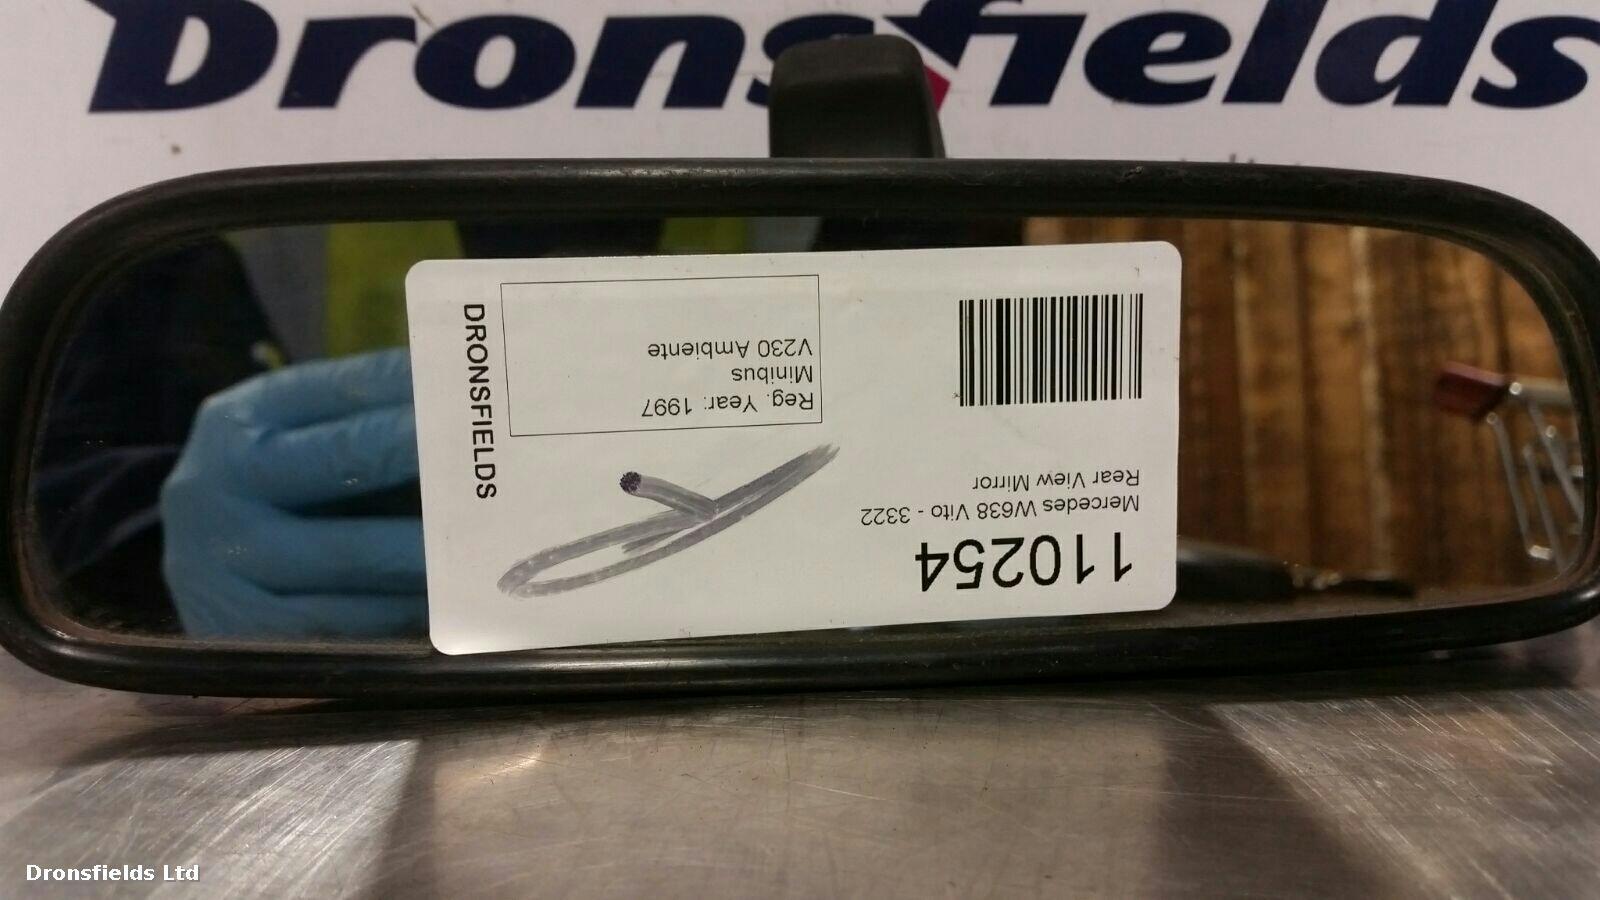 Dronsfields
110254
Mercedes W638 Vito - 3322
Rear View Mirror
Reg. Year: 1997
Minibus
V230 Ambiente
DRONSFIELDS
Dronsfields Ltd